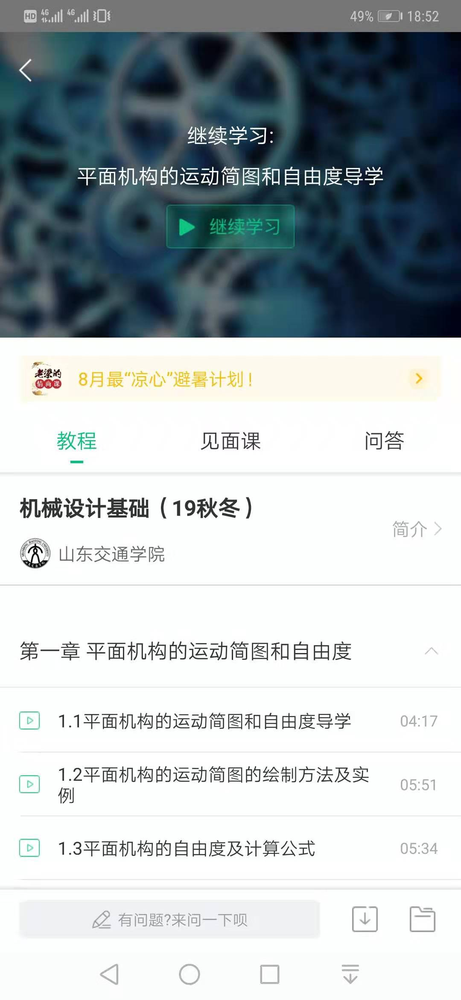 HD 4G 4G 49% 18:52
继续学习:
平面机构的运动简图和自由度导学
继续学习
老梁的
情商课
8月最“凉心”避暑计划！
教程 见面课 问答
机械设计基础（19秋冬）
简介
SHANDONG JIAOTONG UNIVERSITY
山东交通学院
第一章 平面机构的运动简图和自由度
1.1平面机构的运动简图和自由度导学 04:17
1.2平面机构的运动简图的绘制方法及实
例 05:51
1.3平面机构的自由度及计算公式 05:34
有问题?来问一下呗